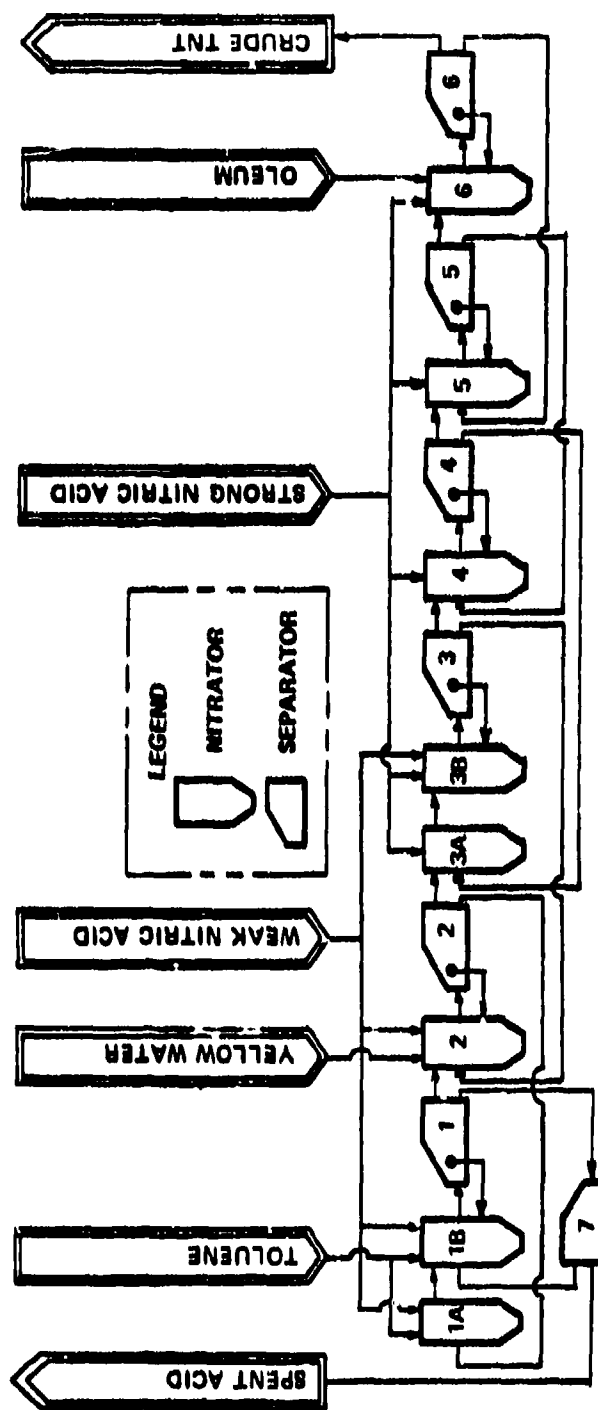 SPENT ACID
TOLUENE
YELLOW WATER
WEAK NITRIC ACID
STRONG NITRIC ACID
OLEUM
CRUDE TNT
LEGEND
NITRATOR
SEPARATOR
1A
1B
1
2
2
3A
3B
3
4
4
5
5
6
6
7